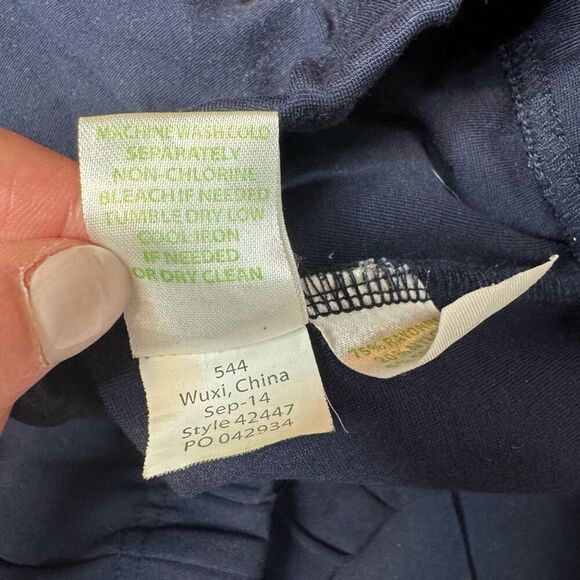 MACHINE WASH COLD
SEPARATELY
NON-CHLORINE
BLEACH IF NEEDED
TUMBLE DRY LOW
COOL IRON
IF NEEDED
OR DRY CLEAN
544
Wuxi, China
Sep-14
Style 42447
PO 042934
75%